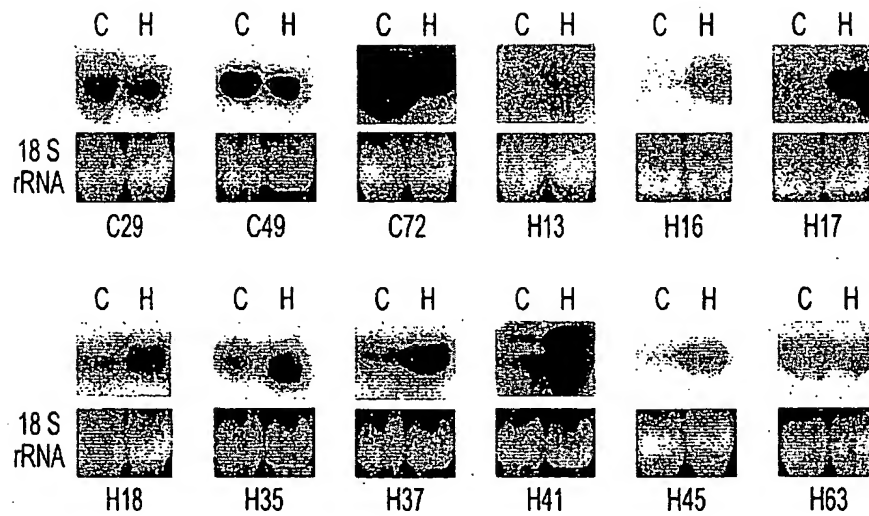 C H C H C H C H C H C H
18 S
rRNA
C29 C49 C72 H13 H16 H17
C H C H C H C H C H C H
18 S
rRNA
H18 H35 H37 H41 H45 H63